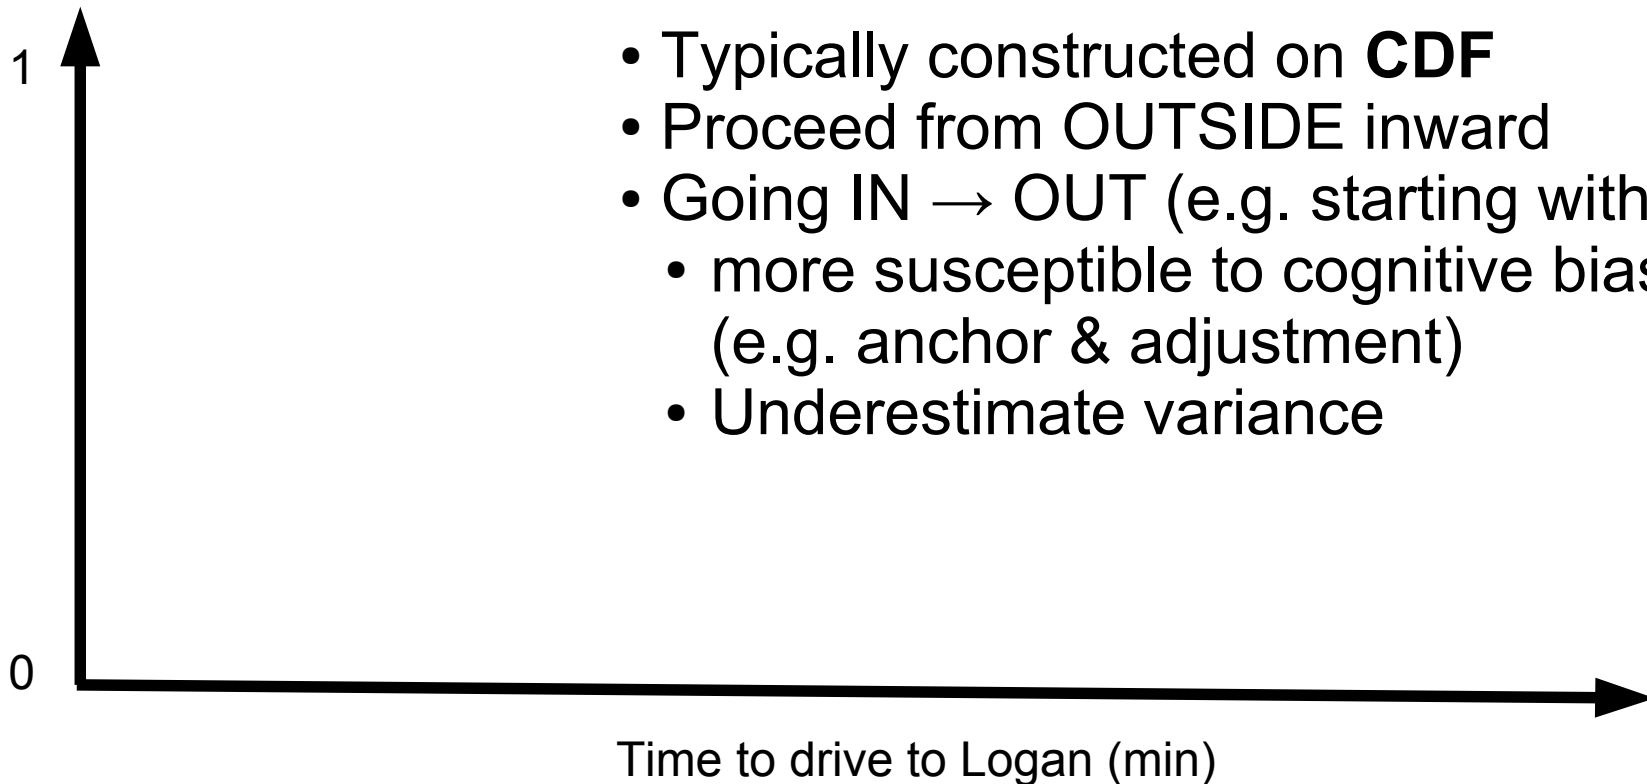 1
• Typically constructed on CDF
• Proceed from OUTSIDE inward
• Going IN → OUT (e.g. starting with
• more susceptible to cognitive bias
(e.g. anchor & adjustment)
• Underestimate variance
0
Time to drive to Logan (min)